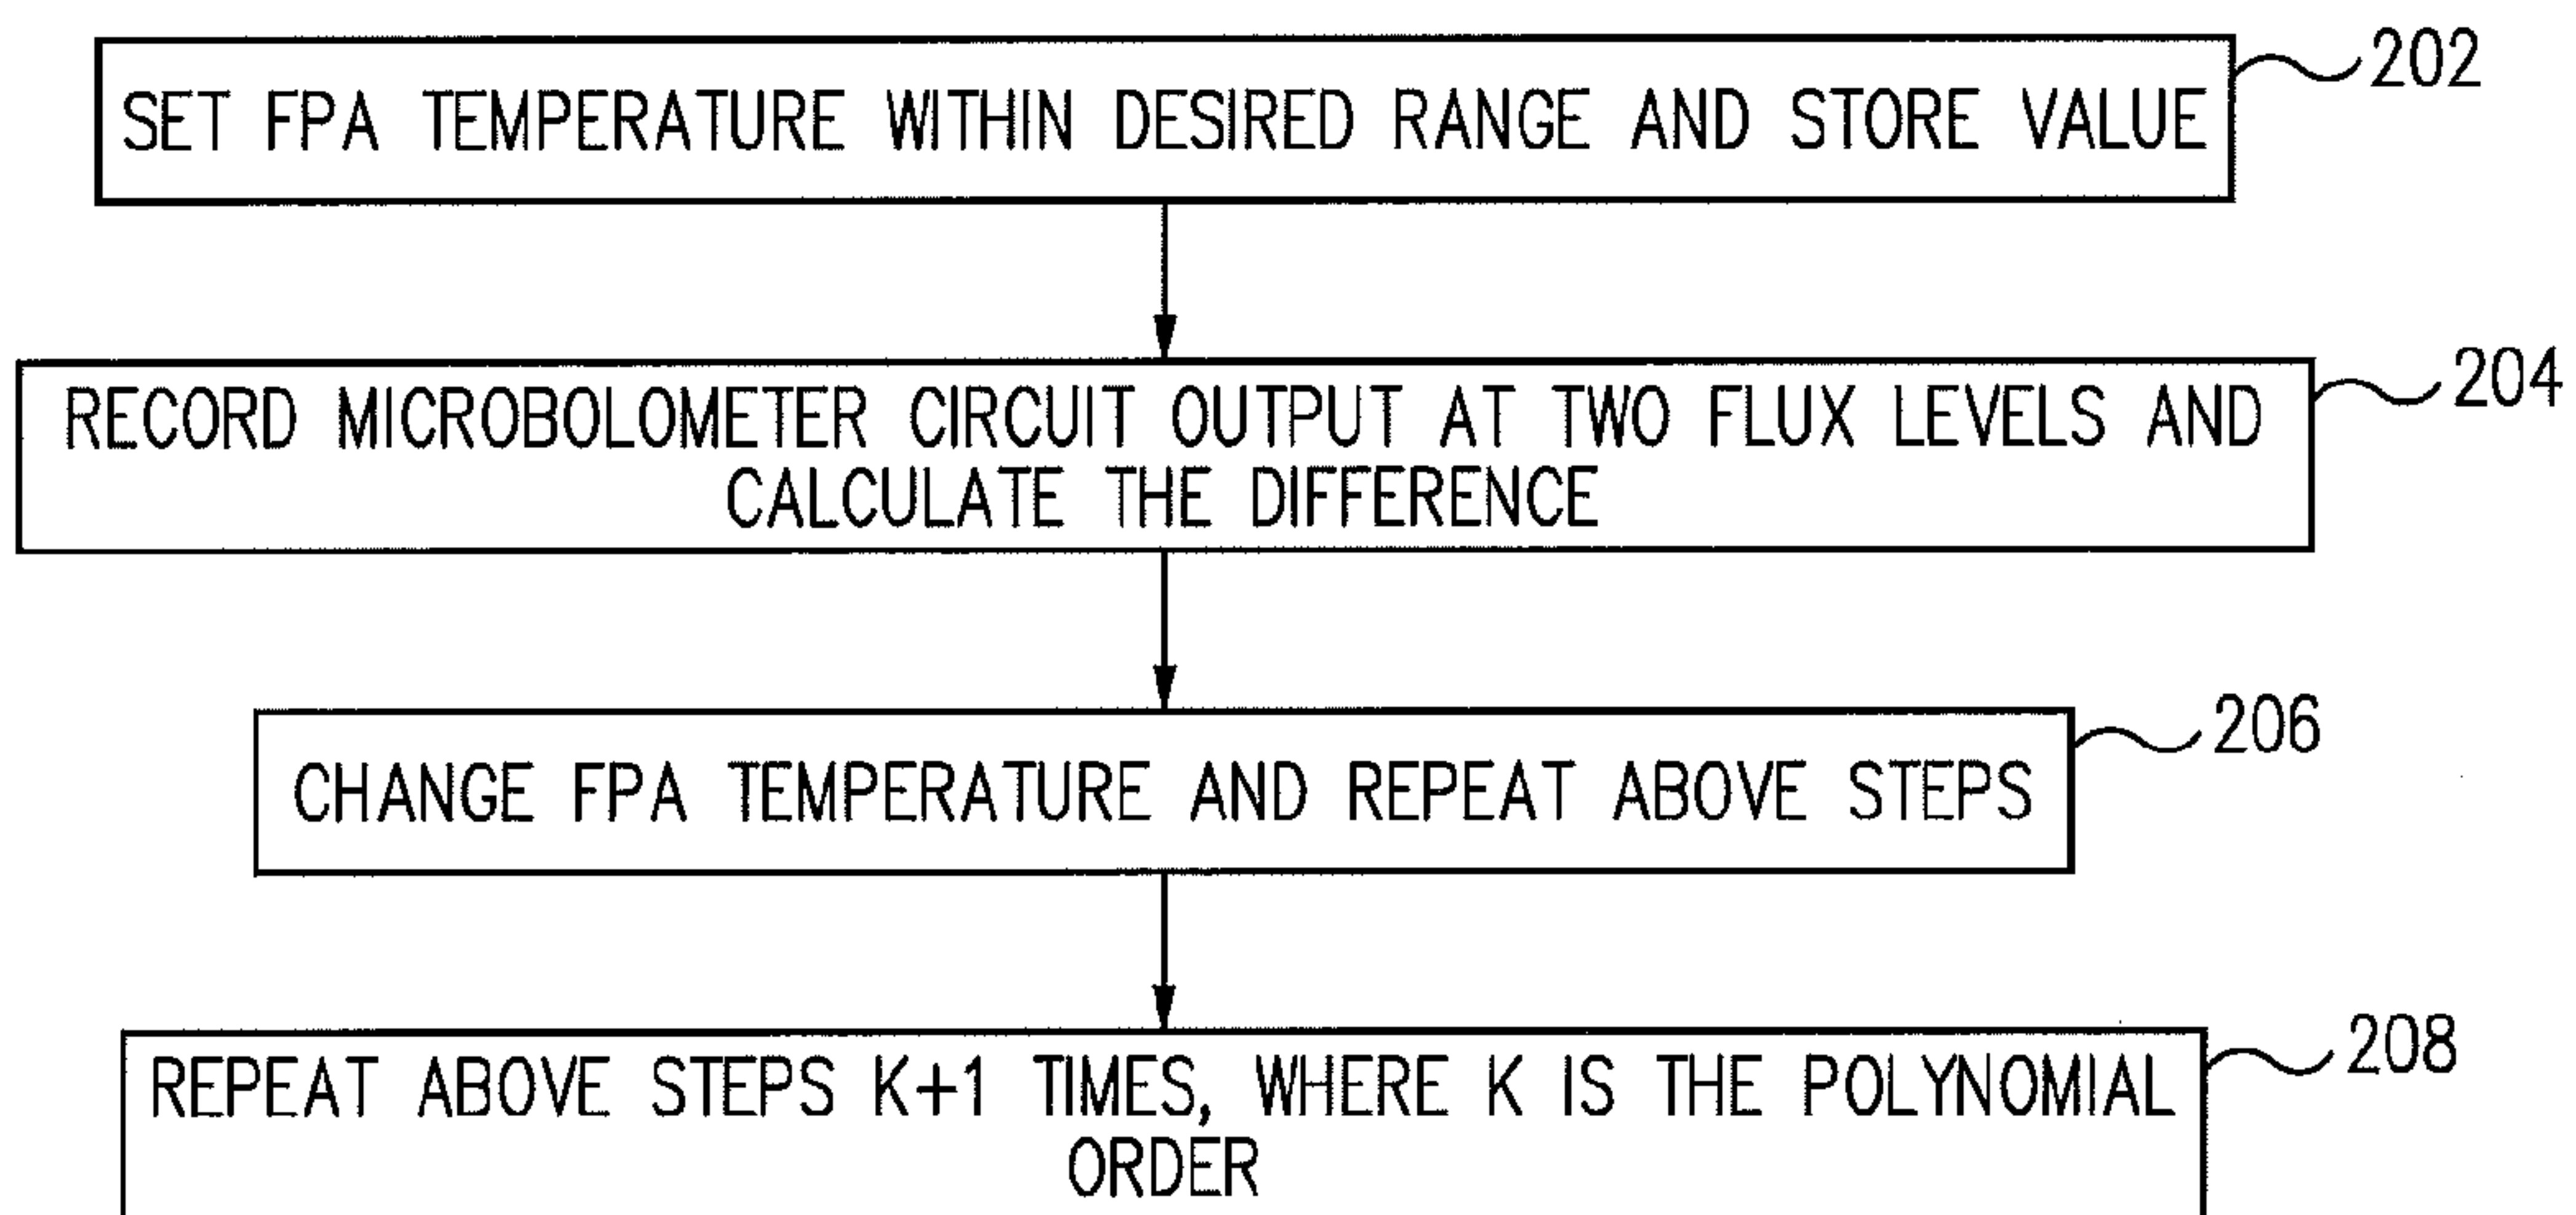 SET FPA TEMPERATURE WITHIN DESIRED RANGE AND STORE VALUE
202
RECORD MICROBOLOMETER CIRCUIT OUTPUT AT TWO FLUX LEVELS AND
CALCULATE THE DIFFERENCE
204
CHANGE FPA TEMPERATURE AND REPEAT ABOVE STEPS
206
REPEAT ABOVE STEPS K+1 TIMES, WHERE K IS THE POLYNOMIAL
ORDER
208